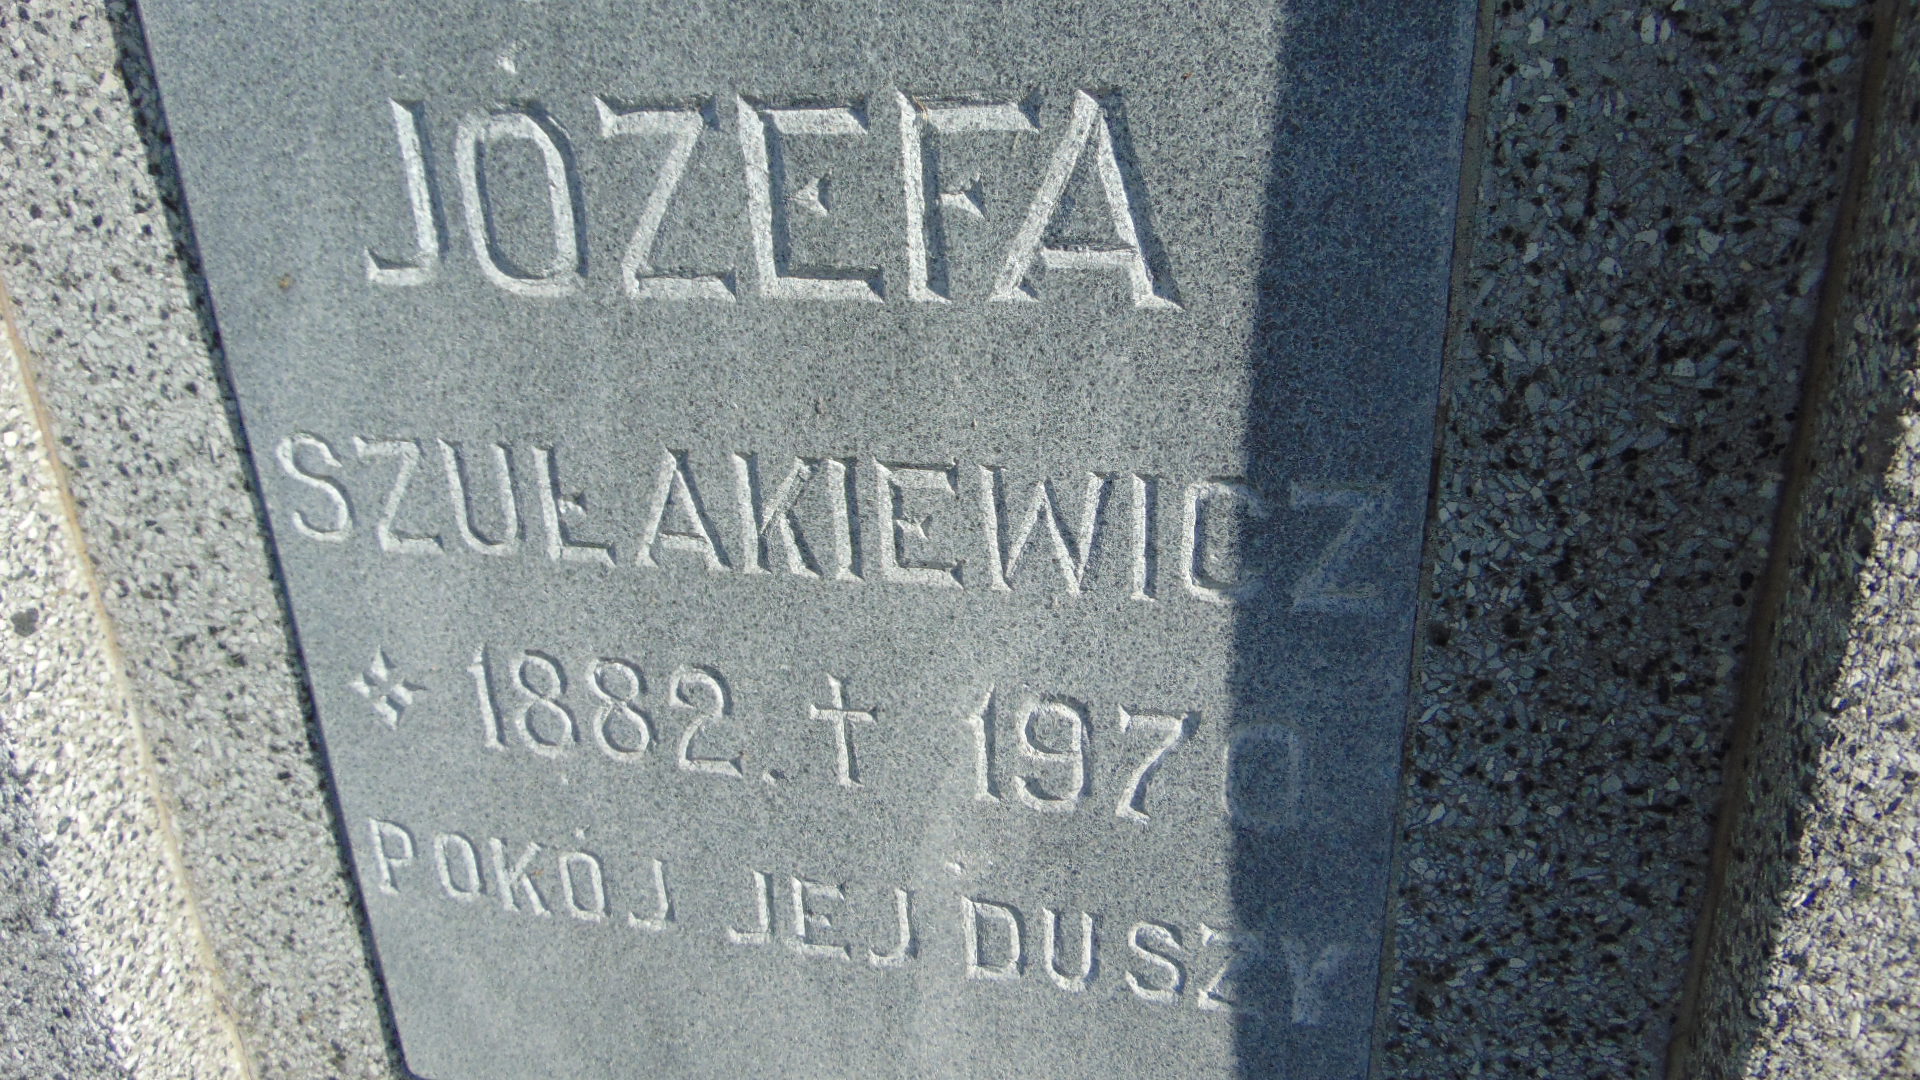 JÓZEFA
SZUŁAKIEWICZ
* 1882. † 1970
POKÓJ JEJ DUSZY